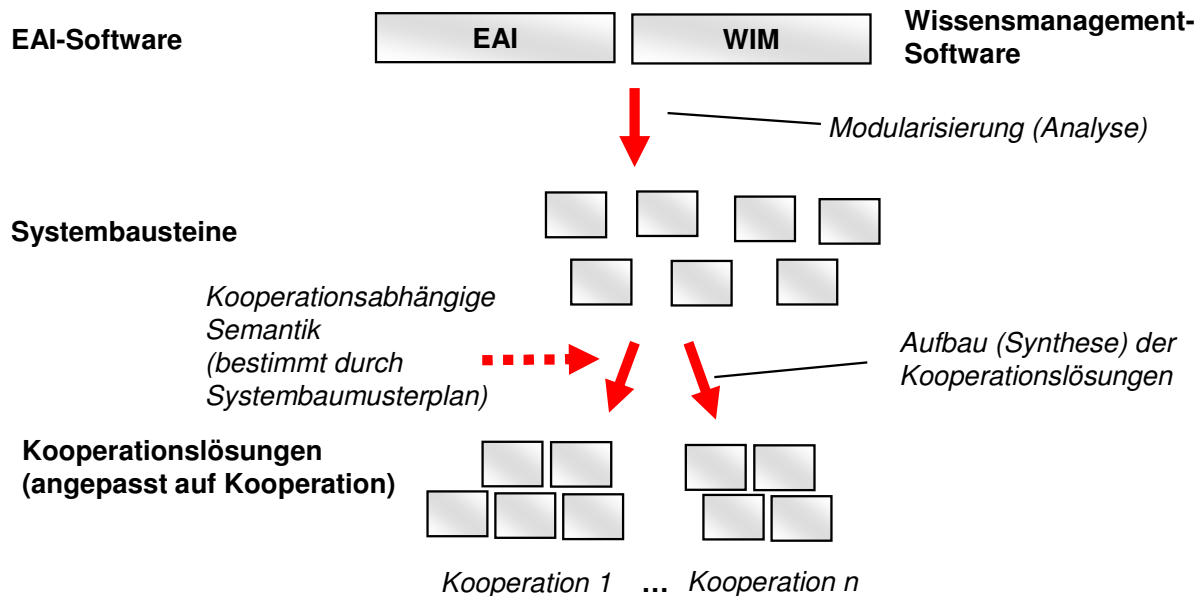 EAI-Software
EAI
WIM
Wissensmanagement-
Software
Modularisierung (Analyse)
Systembausteine
Kooperationsabhängige
Semantik
(bestimmt durch
Systembaumusterplan)
Aufbau (Synthese) der
Kooperationslösungen
Kooperationslösungen
(angepasst auf Kooperation)
Kooperation 1 ... Kooperation n